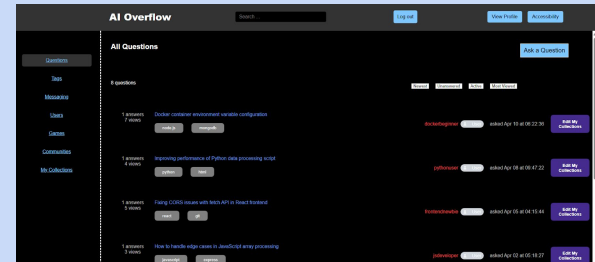 AI Overflow
Search ...
Log out
View Profile
Accessibility
Questions
Tags
Messaging
Users
Games
Communities
My Collections
All Questions
Ask a Question
8 questions
Newest
Unanswered
Active
Most Viewed
1 answers
7 views
Docker container environment variable configuration
node.js
mongodb
dockerbeginner
asked Apr 10 at 06:22:36
Edit My
Collections
1 answers
4 views
Improving performance of Python data processing script
python
html
pythonuser
asked Apr 08 at 09:47:22
Edit My
Collections
1 answers
5 views
Fixing CORS issues with fetch API in React frontend
react
git
frontendnewbie
asked Apr 05 at 04:15:44
Edit My
Collections
1 answers
3 views
How to handle edge cases in JavaScript array processing
javascript
express
jsdeveloper
asked Apr 02 at 05:18:27
Edit My
Collections